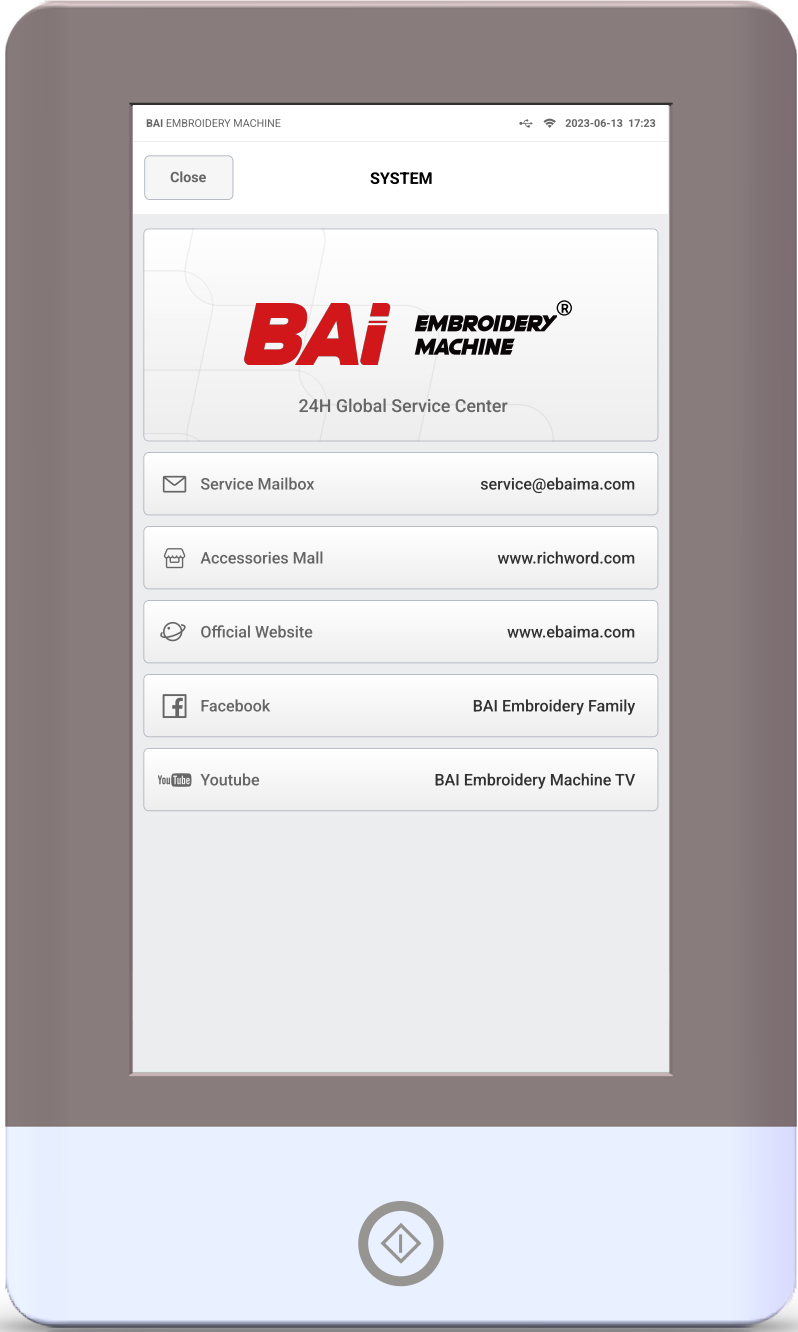 BAI EMBROIDERY MACHINE 2023-06-13 17:23
Close SYSTEM
BAi EMBROIDERY MACHINE®
24H Global Service Center
Service Mailbox service@ebaima.com
Accessories Mall www.richword.com
Official Website www.ebaima.com
Facebook BAI Embroidery Family
YouTube Youtube BAI Embroidery Machine TV